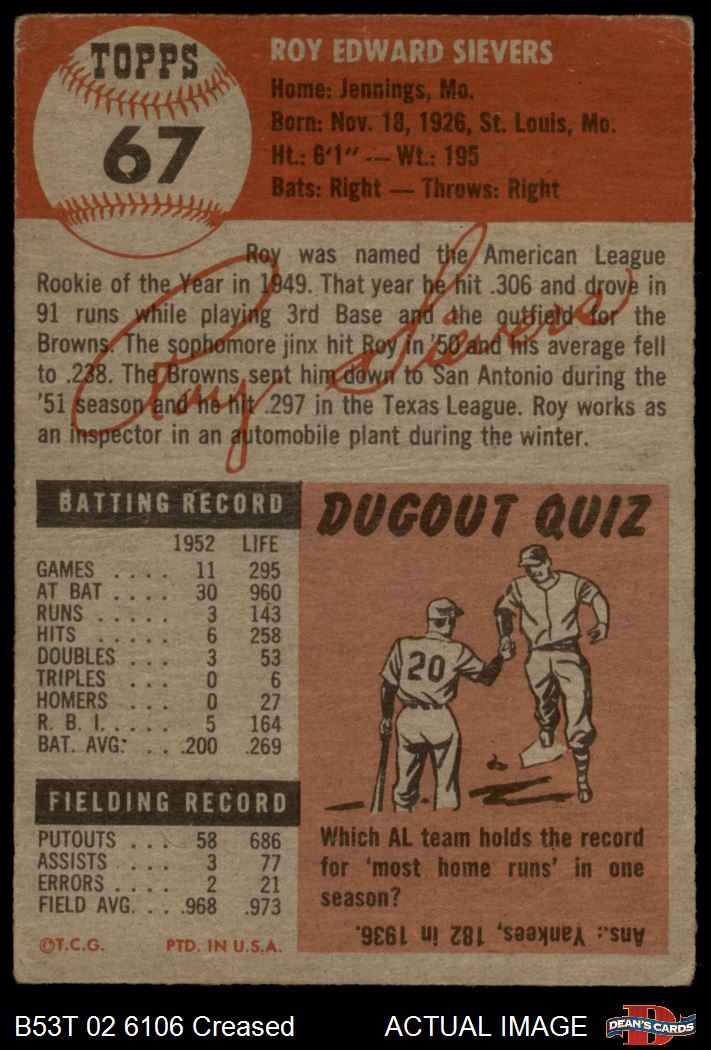 TOPPS
67
ROY EDWARD SIEVERS
Home: Jennings, Mo.
Born: Nov. 18, 1926, St. Louis, Mo.
Ht.: 6'1" -- Wt.: 195
Bats: Right — Throws: Right
Roy was named the American League
Rookie of the Year in 1949. That year he hit .306 and drove in
91 runs while playing 3rd Base and the outfield for the
Browns. The sophomore jinx hit Roy in '50 and his average fell
to .238. The Browns sent him down to San Antonio during the
'51 season and he hit .297 in the Texas League. Roy works as
an inspector in an automobile plant during the winter.
Roy Sievers
BATTING RECORD
1952 LIFE
GAMES .... 11 295
AT BAT .... 30 960
RUNS ..... 3 143
HITS ..... 6 258
DOUBLES ... 3 53
TRIPLES ... 0 6
HOMERS ... 0 27
R. B. I. .... 5 164
BAT. AVG. .. .200 .269
FIELDING RECORD
PUTOUTS ... 58 686
ASSISTS .... 3 77
ERRORS .... 2 21
FIELD AVG. .. .968 .973
©T.C.G. PTD. IN U.S.A.
DUGOUT QUIZ
20
Which AL team holds the record
for 'most home runs' in one
season?
Ans.: Yankees, 182 in 1936.
B53T 02 6106 Creased ACTUAL IMAGE
DEAN'S CARDS